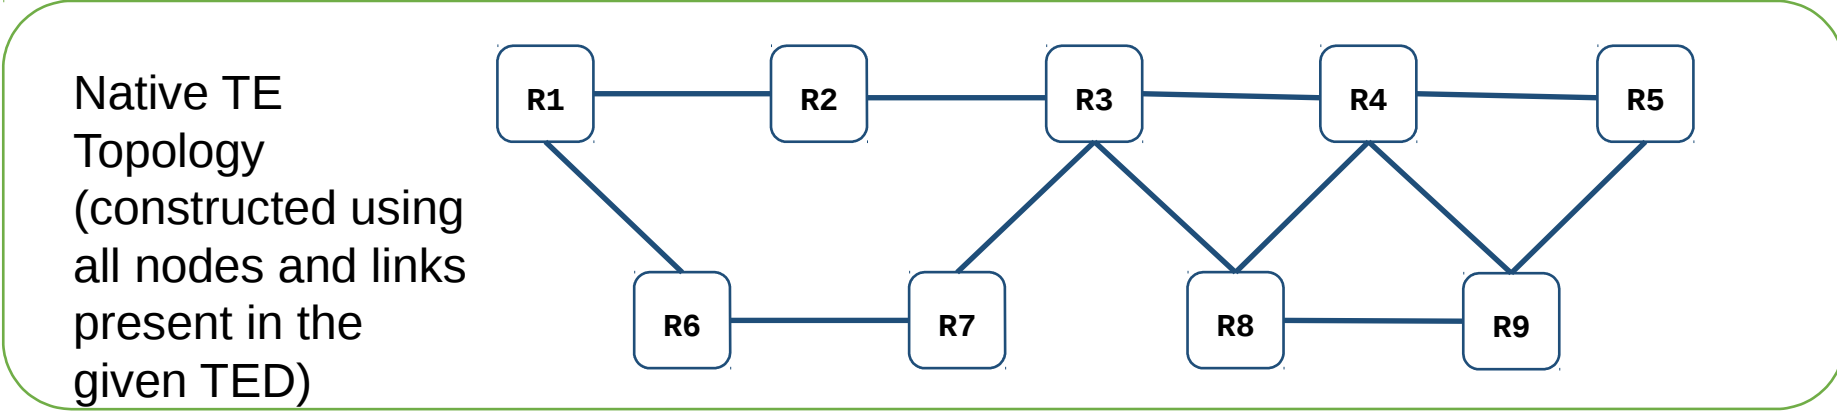 Native TE
Topology
(constructed using
all nodes and links
present in the
given TED)
R1 R2 R3 R4 R5
R6 R7 R8 R9